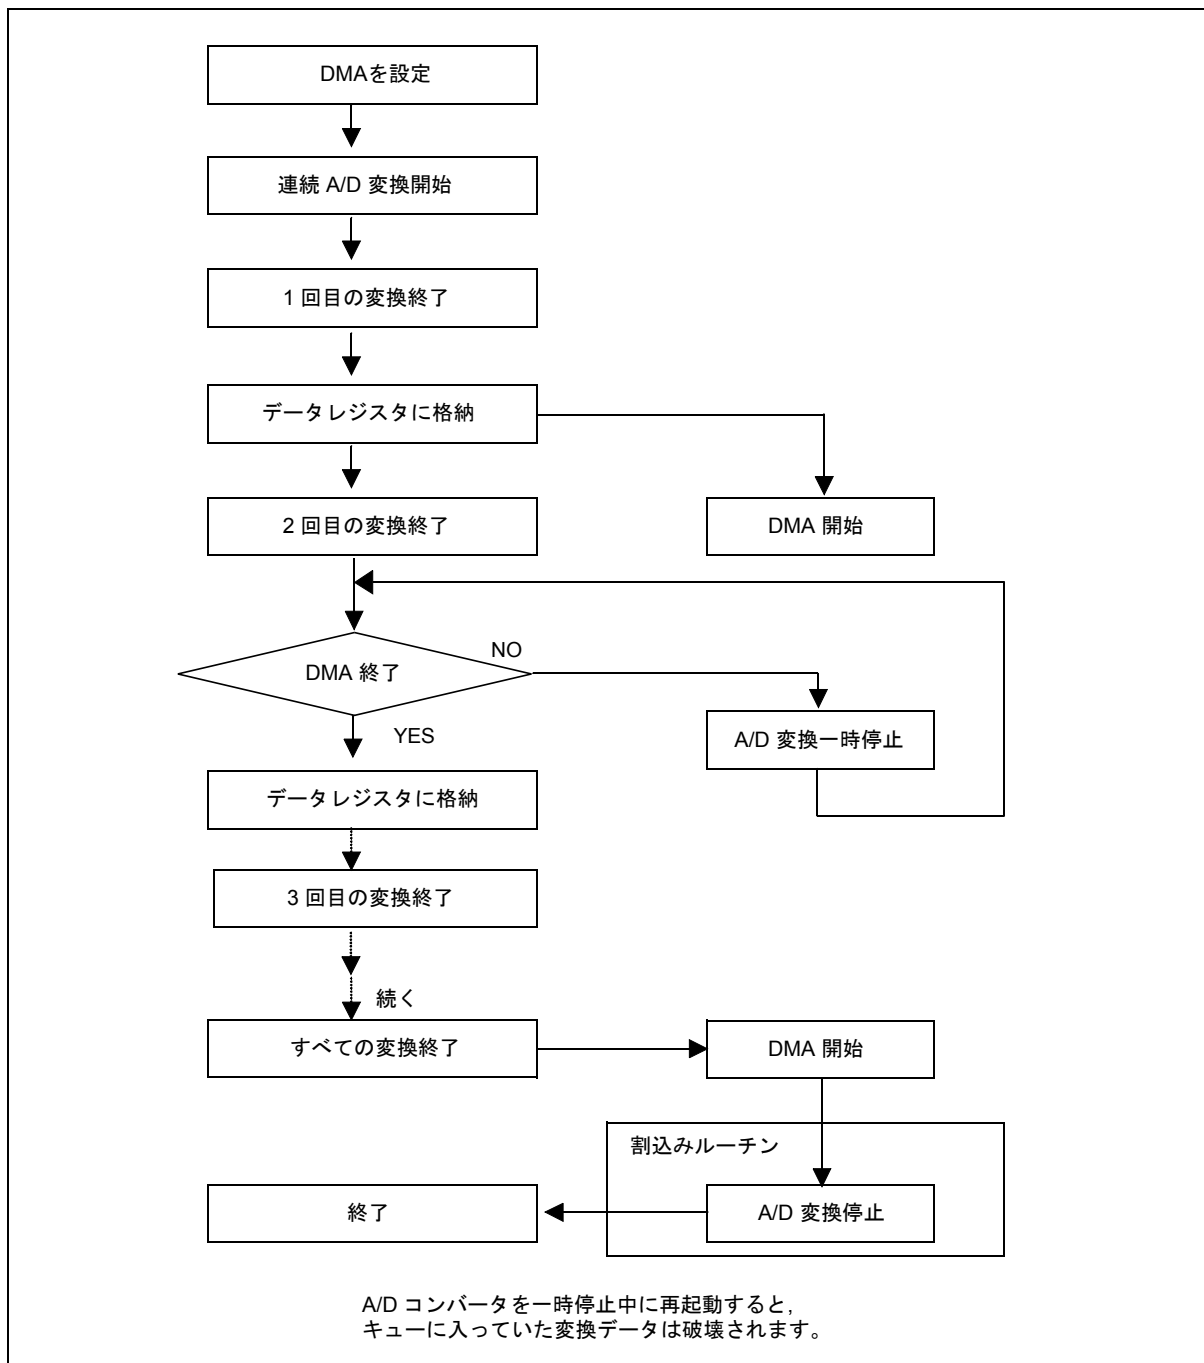 DMAを設定
連続 A/D 変換開始
1 回目の変換終了
データレジスタに格納
2 回目の変換終了
DMA 開始
DMA 終了
NO
A/D 変換一時停止
YES
データレジスタに格納
3 回目の変換終了
続く
すべての変換終了
DMA 開始
割込みルーチン
終了
A/D 変換停止
A/D コンバータを一時停止中に再起動すると,
キューに入っていた変換データは破壊されます。